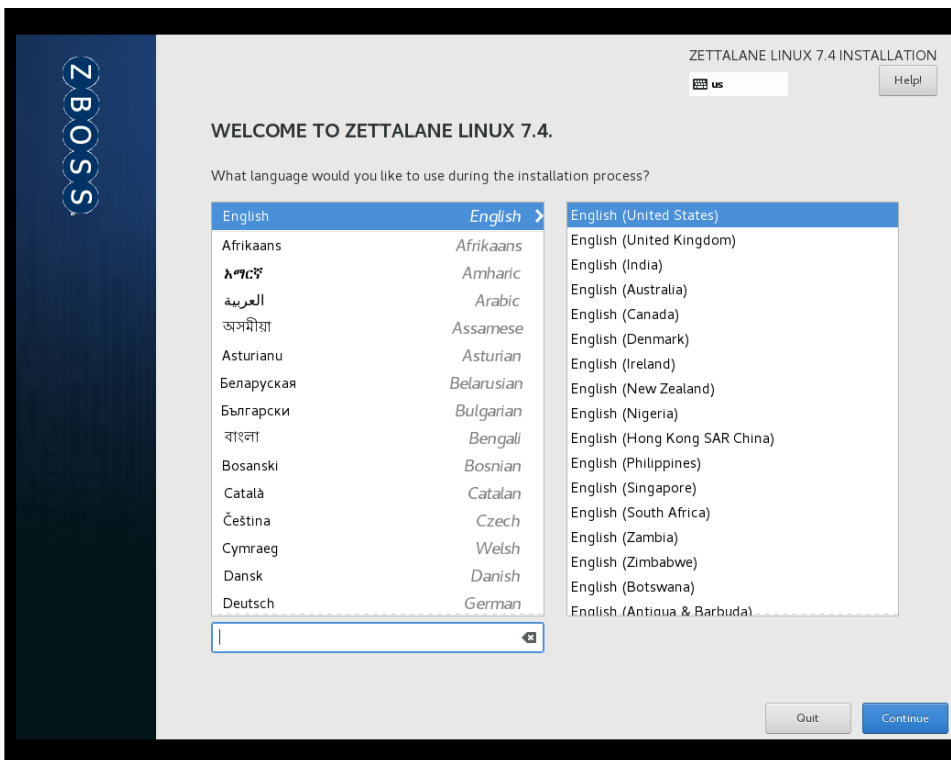 ZBOSS
ZETTALANE LINUX 7.4 INSTALLATION
us
Help!
WELCOME TO ZETTALANE LINUX 7.4.
What language would you like to use during the installation process?
English English
Afrikaans Afrikaans
አማርኛ Amharic
العربية Arabic
অসমীয়া Assamese
Asturianu Asturian
Беларуская Belarusian
Български Bulgarian
বাংলা Bengali
Bosanski Bosnian
Català Catalan
Čeština Czech
Cymraeg Welsh
Dansk Danish
Deutsch German
English (United States)
English (United Kingdom)
English (India)
English (Australia)
English (Canada)
English (Denmark)
English (Ireland)
English (New Zealand)
English (Nigeria)
English (Hong Kong SAR China)
English (Philippines)
English (Singapore)
English (South Africa)
English (Zambia)
English (Zimbabwe)
English (Botswana)
English (Antigua & Barbuda)
Quit
Continue